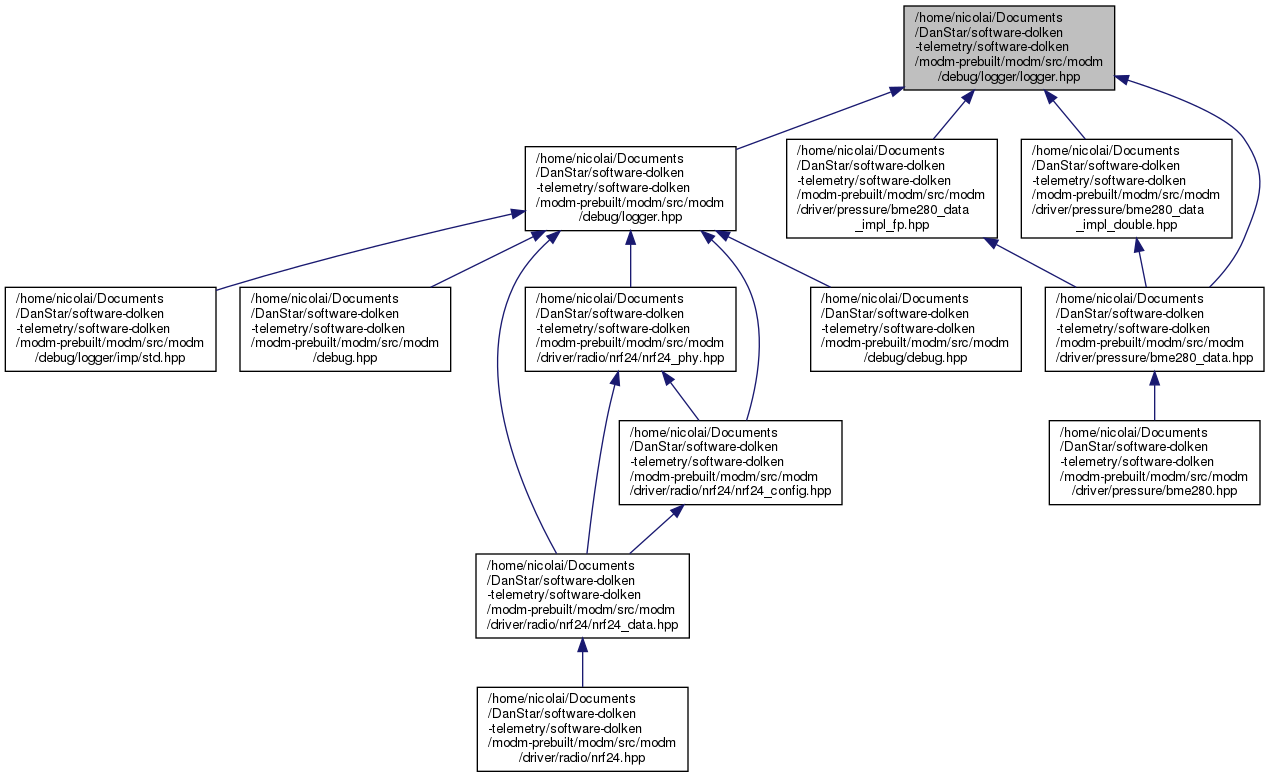 /home/nicolai/Documents
/DanStar/software-dolken
-telemetry/software-dolken
/modm-prebuilt/modm/src/modm
/debug/logger/logger.hpp
/home/nicolai/Documents
/DanStar/software-dolken
-telemetry/software-dolken
/modm-prebuilt/modm/src/modm
/debug/logger.hpp
/home/nicolai/Documents
/DanStar/software-dolken
-telemetry/software-dolken
/modm-prebuilt/modm/src/modm
/driver/pressure/bme280_data
_impl_fp.hpp
/home/nicolai/Documents
/DanStar/software-dolken
-telemetry/software-dolken
/modm-prebuilt/modm/src/modm
/driver/pressure/bme280_data
_impl_double.hpp
/home/nicolai/Documents
/DanStar/software-dolken
-telemetry/software-dolken
/modm-prebuilt/modm/src/modm
/debug/logger/imp/std.hpp
/home/nicolai/Documents
/DanStar/software-dolken
-telemetry/software-dolken
/modm-prebuilt/modm/src/modm
/debug.hpp
/home/nicolai/Documents
/DanStar/software-dolken
-telemetry/software-dolken
/modm-prebuilt/modm/src/modm
/driver/radio/nrf24/nrf24_phy.hpp
/home/nicolai/Documents
/DanStar/software-dolken
-telemetry/software-dolken
/modm-prebuilt/modm/src/modm
/debug/debug.hpp
/home/nicolai/Documents
/DanStar/software-dolken
-telemetry/software-dolken
/modm-prebuilt/modm/src/modm
/driver/pressure/bme280_data.hpp
/home/nicolai/Documents
/DanStar/software-dolken
-telemetry/software-dolken
/modm-prebuilt/modm/src/modm
/driver/radio/nrf24/nrf24_config.hpp
/home/nicolai/Documents
/DanStar/software-dolken
-telemetry/software-dolken
/modm-prebuilt/modm/src/modm
/driver/pressure/bme280.hpp
/home/nicolai/Documents
/DanStar/software-dolken
-telemetry/software-dolken
/modm-prebuilt/modm/src/modm
/driver/radio/nrf24/nrf24_data.hpp
/home/nicolai/Documents
/DanStar/software-dolken
-telemetry/software-dolken
/modm-prebuilt/modm/src/modm
/driver/radio/nrf24.hpp